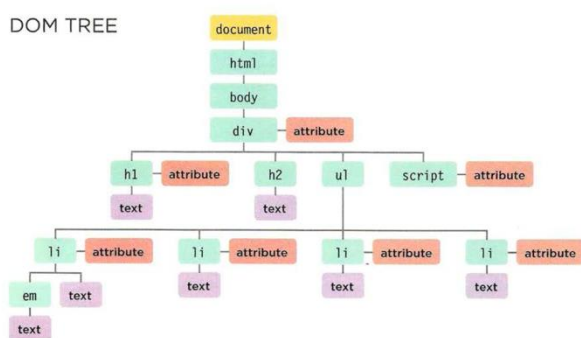 DOM TREE
document
html
body
div attribute
h1 attribute h2 ul script attribute
text text
li attribute li attribute li attribute li attribute
em text text text text
text